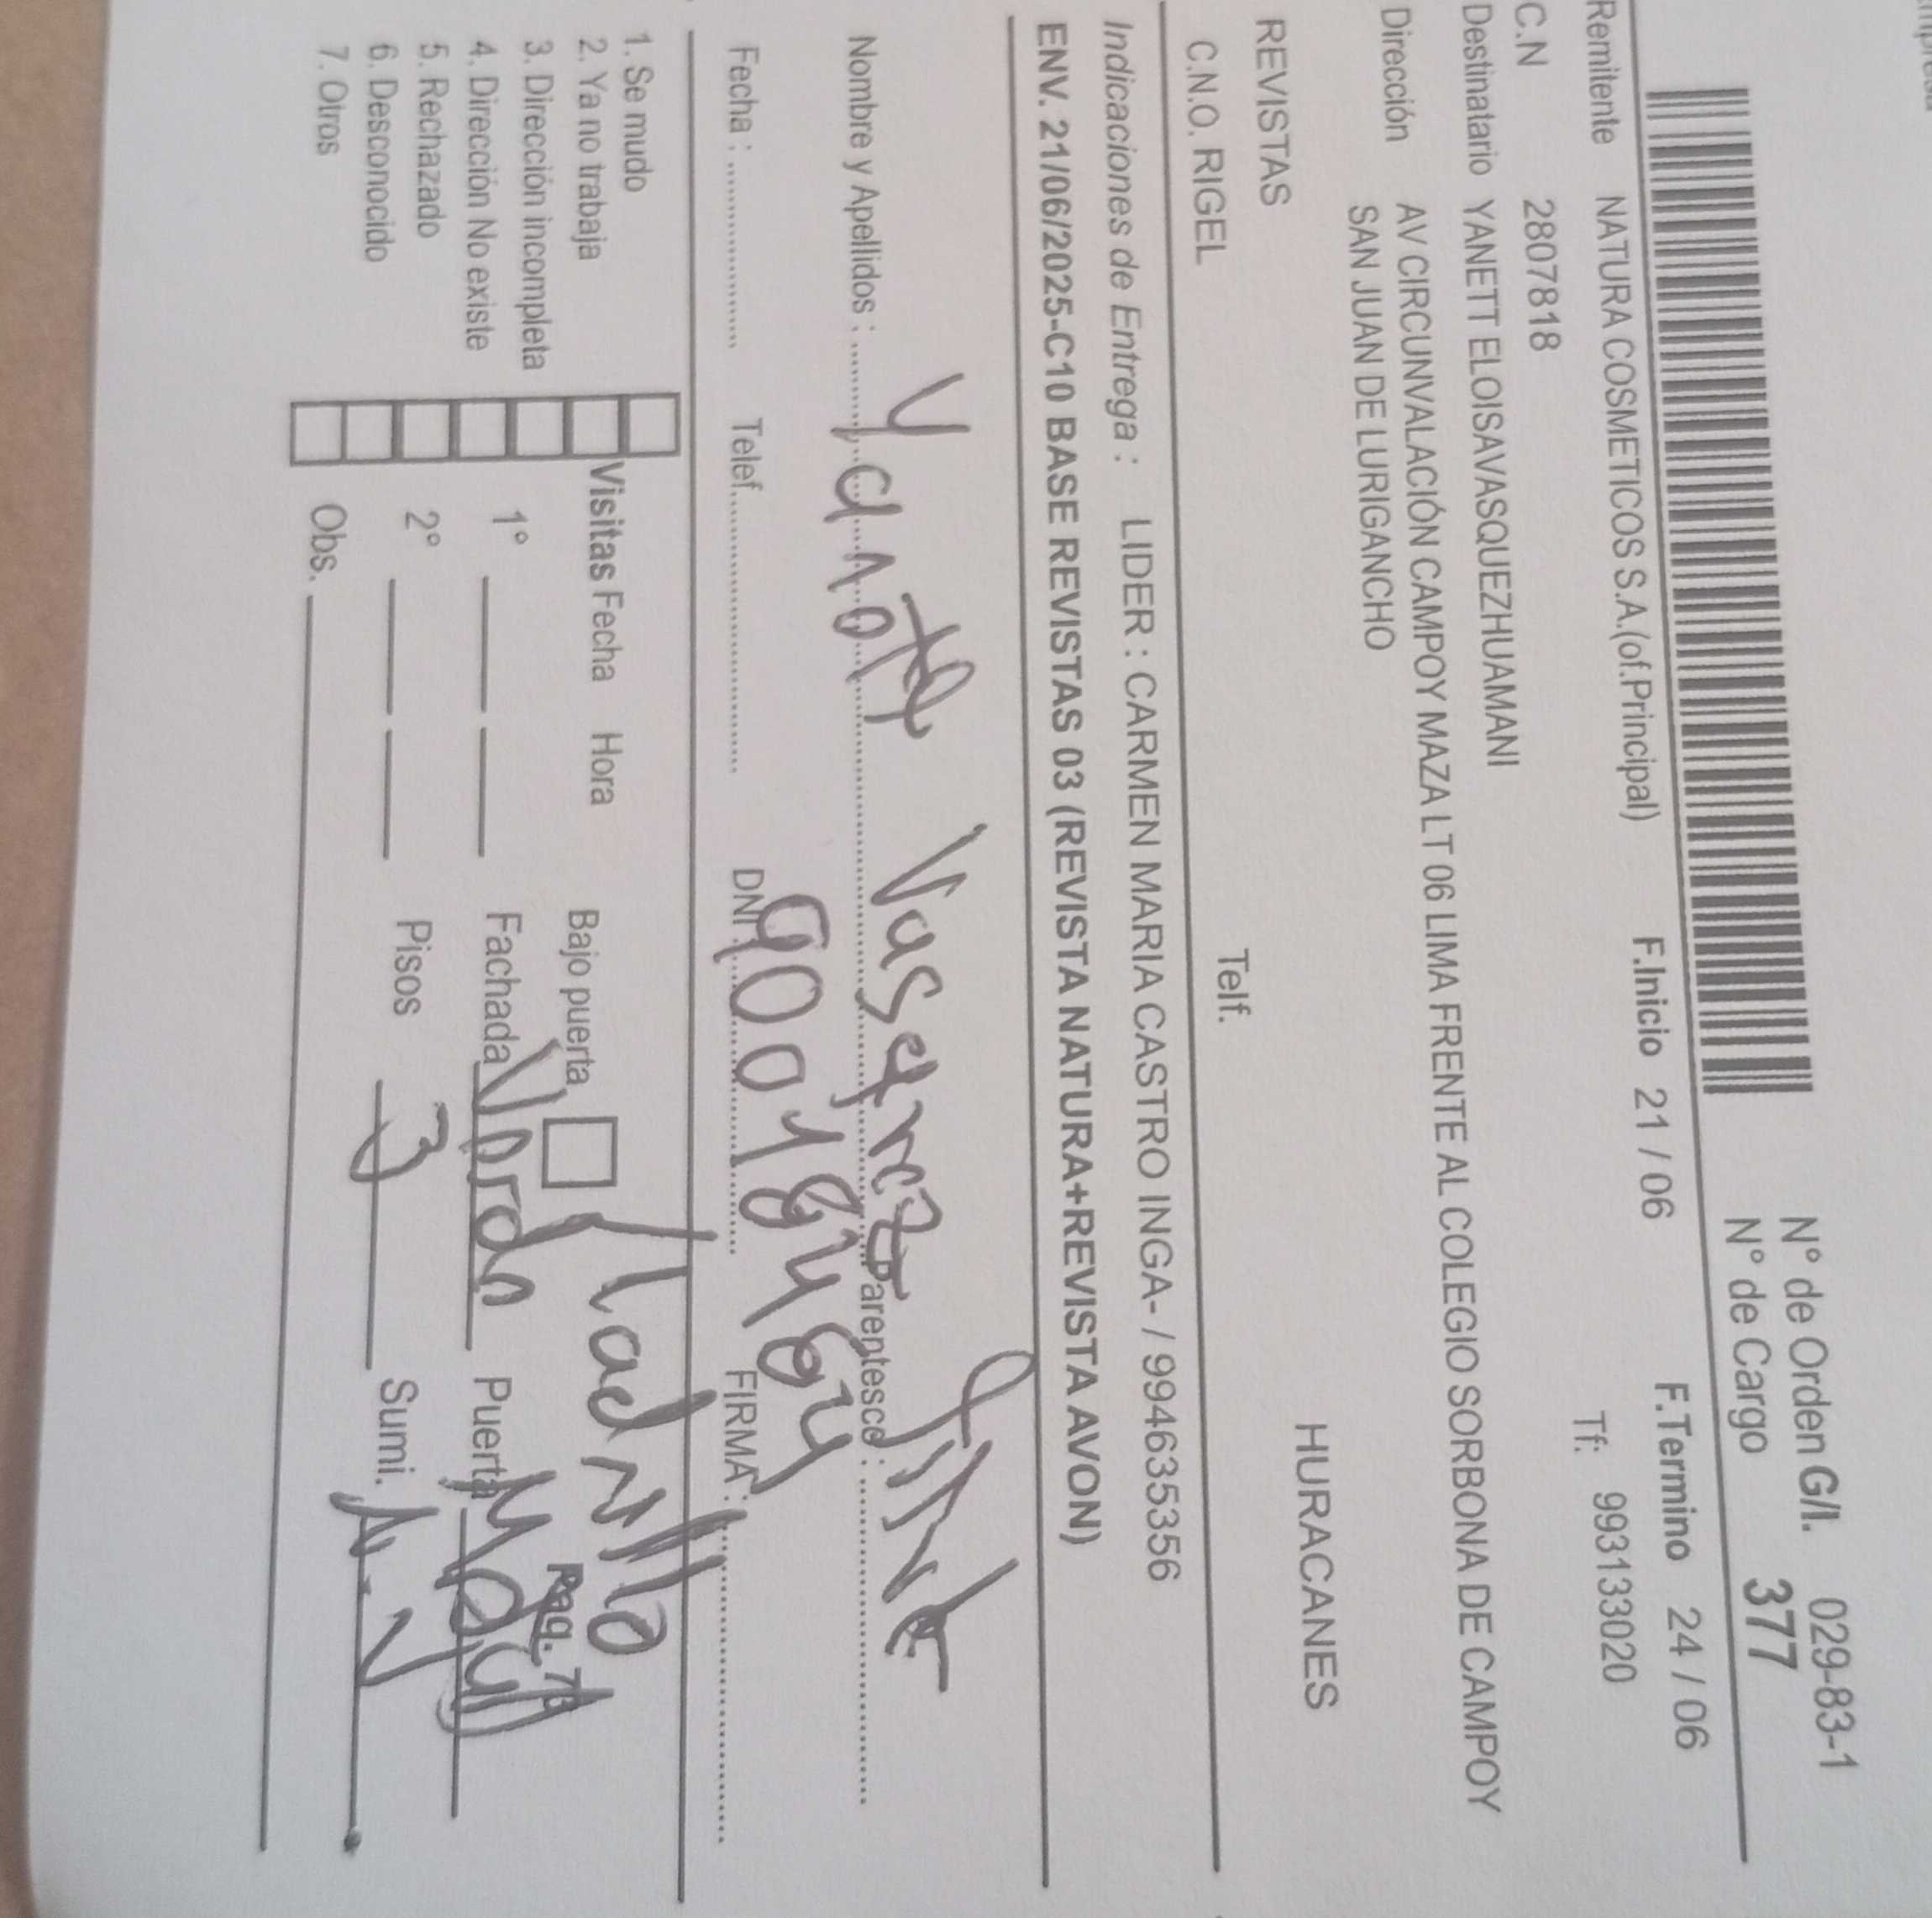 N° de Orden G/I. 029-83-1
N° de Cargo 377
Remitente NATURA COSMETICOS S.A.(of.Principal) F.Inicio 21 / 06 F.Termino 24 / 06
C.N 2807818 Tf: 993133020
Destinatario YANETT ELOISAVASQUEZHUAMANI
Dirección AV CIRCUNVALACIÓN CAMPOY MAZA LT 06 LIMA FRENTE AL COLEGIO SORBONA DE CAMPOY
SAN JUAN DE LURIGANCHO
REVISTAS HURACANES
C.N.O. RIGEL Telf.
Indicaciones de Entrega : LIDER : CARMEN MARIA CASTRO INGA- / 994635356
ENV. 21/06/2025-C10 BASE REVISTAS 03 (REVISTA NATURA+REVISTA AVON)
Nombre y Apellidos : Yanett Vasquez Parentesco :
Fecha : Telef. DNI : FIRMA :
1. Se mudo
2. Ya no trabaja
3. Dirección incompleta
4. Dirección No existe
5. Rechazado
6. Desconocido
7. Otros
Visitas Fecha Hora Bajo puerta Ladrillo
1° Fachada Verde Puerta
2° Pisos 3 Sumi.
Obs.